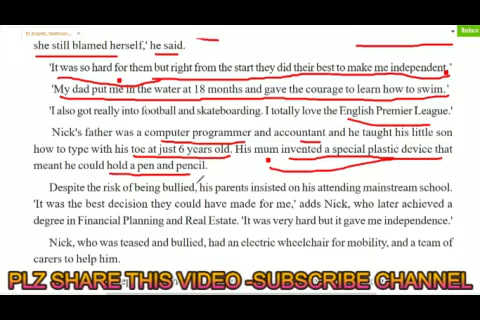 she still blamed herself,' he said.
'It was so hard for them but right from the start they did their best to make me independent.'
'My dad put me in the water at 18 months and gave the courage to learn how to swim.'
'I also got really into football and skateboarding. I totally love the English Premier League.'
Nick's father was a computer programmer and accountant and he taught his little son
how to type with his toe at just 6 years old. His mum invented a special plastic device that
meant he could hold a pen and pencil.
Despite the risk of being bullied, his parents insisted on his attending mainstream school.
'It was the best decision they could have made for me,' adds Nick, who later achieved a
degree in Financial Planning and Real Estate. 'It was very hard but it gave me independence.'
Nick, who was teased and bullied, had an electric wheelchair for mobility, and a team of
carers to help him.
PLZ SHARE THIS VIDEO -SUBSCRIBE CHANNEL